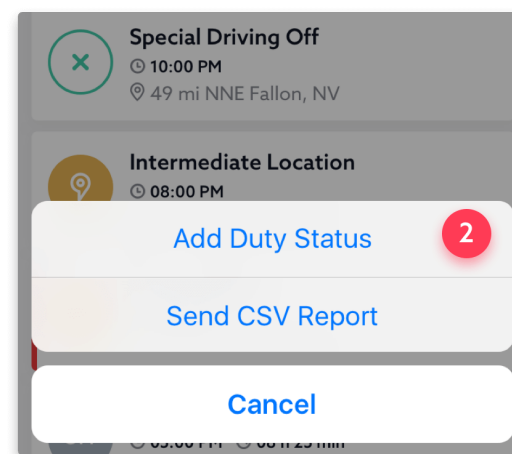 Special Driving Off
10:00 PM
49 mi NNE Fallon, NV
Intermediate Location
08:00 PM
Add Duty Status
2
Send CSV Report
Cancel